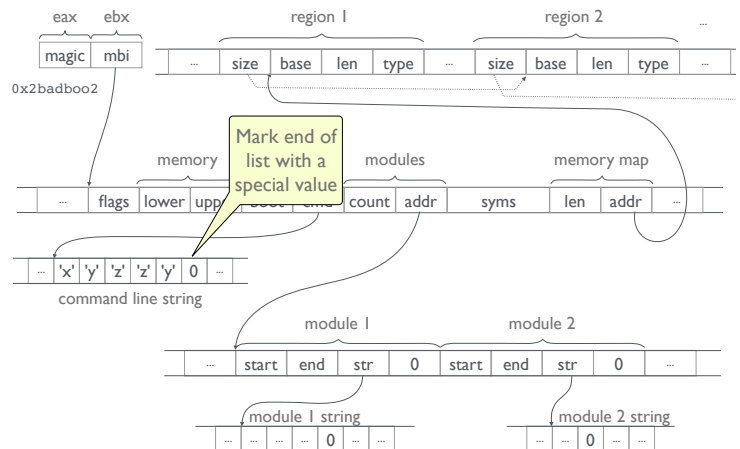 eax ebx
magic mbi
0x2badboo2
region 1 region 2 ...
... size base len type ... size base len type ...
Mark end of
list with a
special value
memory modules memory map
... flags lower upp boot cmd count addr syms len addr ...
... 'x' 'y' 'z' 'z' 'y' 0 ...
command line string
module 1 module 2
... start end str 0 start end str 0 ...
module 1 string module 2 string
... ... ... ... 0 ... ... ... ... 0 ... ...